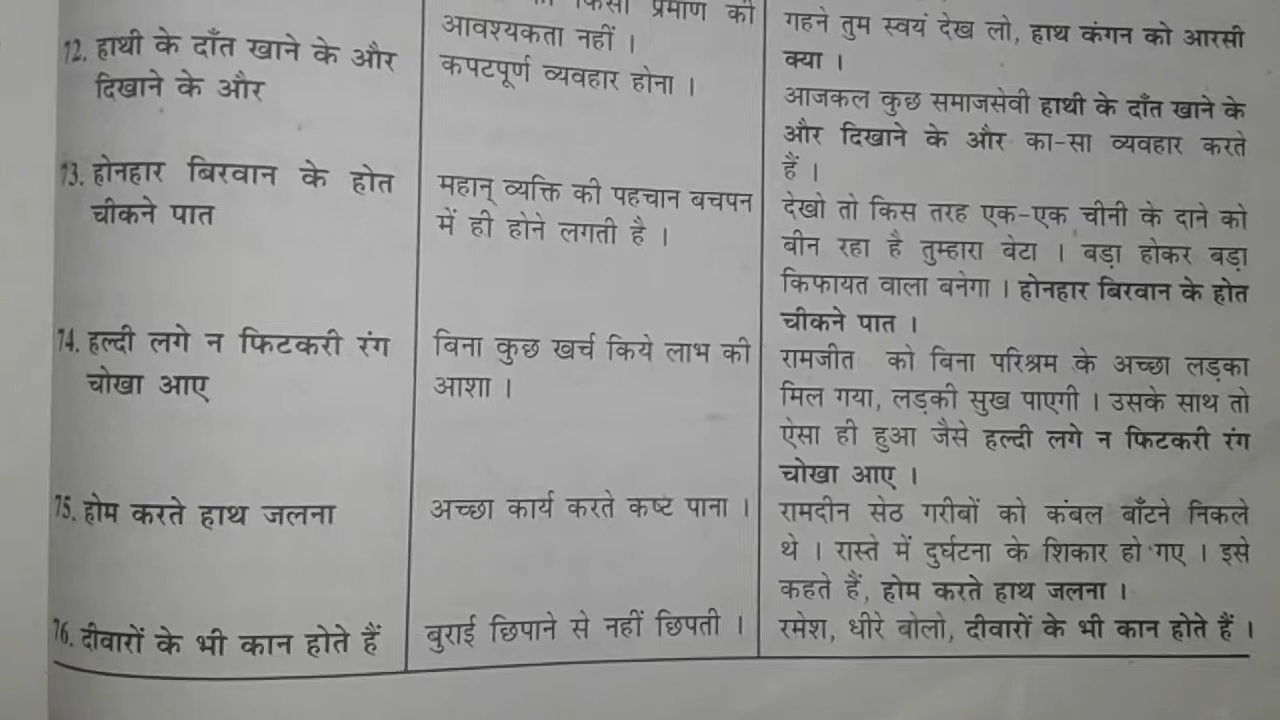 किसी प्रमाण की
आवश्यकता नहीं ।
गहने तुम स्वयं देख लो, हाथ कंगन को आरसी
क्या ।
72. हाथी के दाँत खाने के और
दिखाने के और
कपटपूर्ण व्यवहार होना ।
आजकल कुछ समाजसेवी हाथी के दाँत खाने के
और दिखाने के और का-सा व्यवहार करते
हैं ।
73. होनहार बिरवान के होत
चीकने पात
महान् व्यक्ति की पहचान बचपन
में ही होने लगती है ।
देखो तो किस तरह एक-एक चीनी के दाने को
बीन रहा है तुम्हारा बेटा । बड़ा होकर बड़ा
किफायत वाला बनेगा । होनहार बिरवान के होत
चीकने पात ।
74. हल्दी लगे न फिटकरी रंग
चोखा आए
बिना कुछ खर्च किये लाभ की
आशा ।
रामजीत को बिना परिश्रम के अच्छा लड़का
मिल गया, लड़की सुख पाएगी । उसके साथ तो
ऐसा ही हुआ जैसे हल्दी लगे न फिटकरी रंग
चोखा आए ।
75. होम करते हाथ जलना
अच्छा कार्य करते कष्ट पाना ।
रामदीन सेठ गरीबों को कंबल बाँटने निकले
थे । रास्ते में दुर्घटना के शिकार हो गए । इसे
कहते हैं, होम करते हाथ जलना ।
76. दीवारों के भी कान होते हैं
बुराई छिपाने से नहीं छिपती ।
रमेश, धीरे बोलो, दीवारों के भी कान होते हैं ।